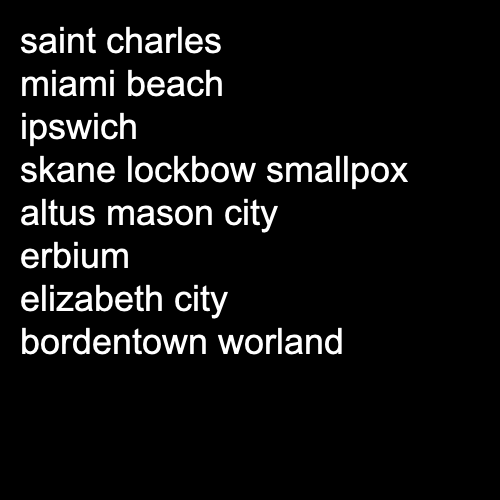 saint charles
miami beach
ipswich
skane lockbow smallpox
altus mason city
erbium
elizabeth city
bordentown worland